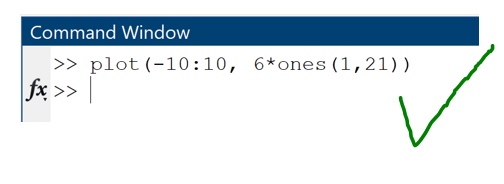 Command Window
>> plot(-10:10, 6*ones(1,21))
fx >>